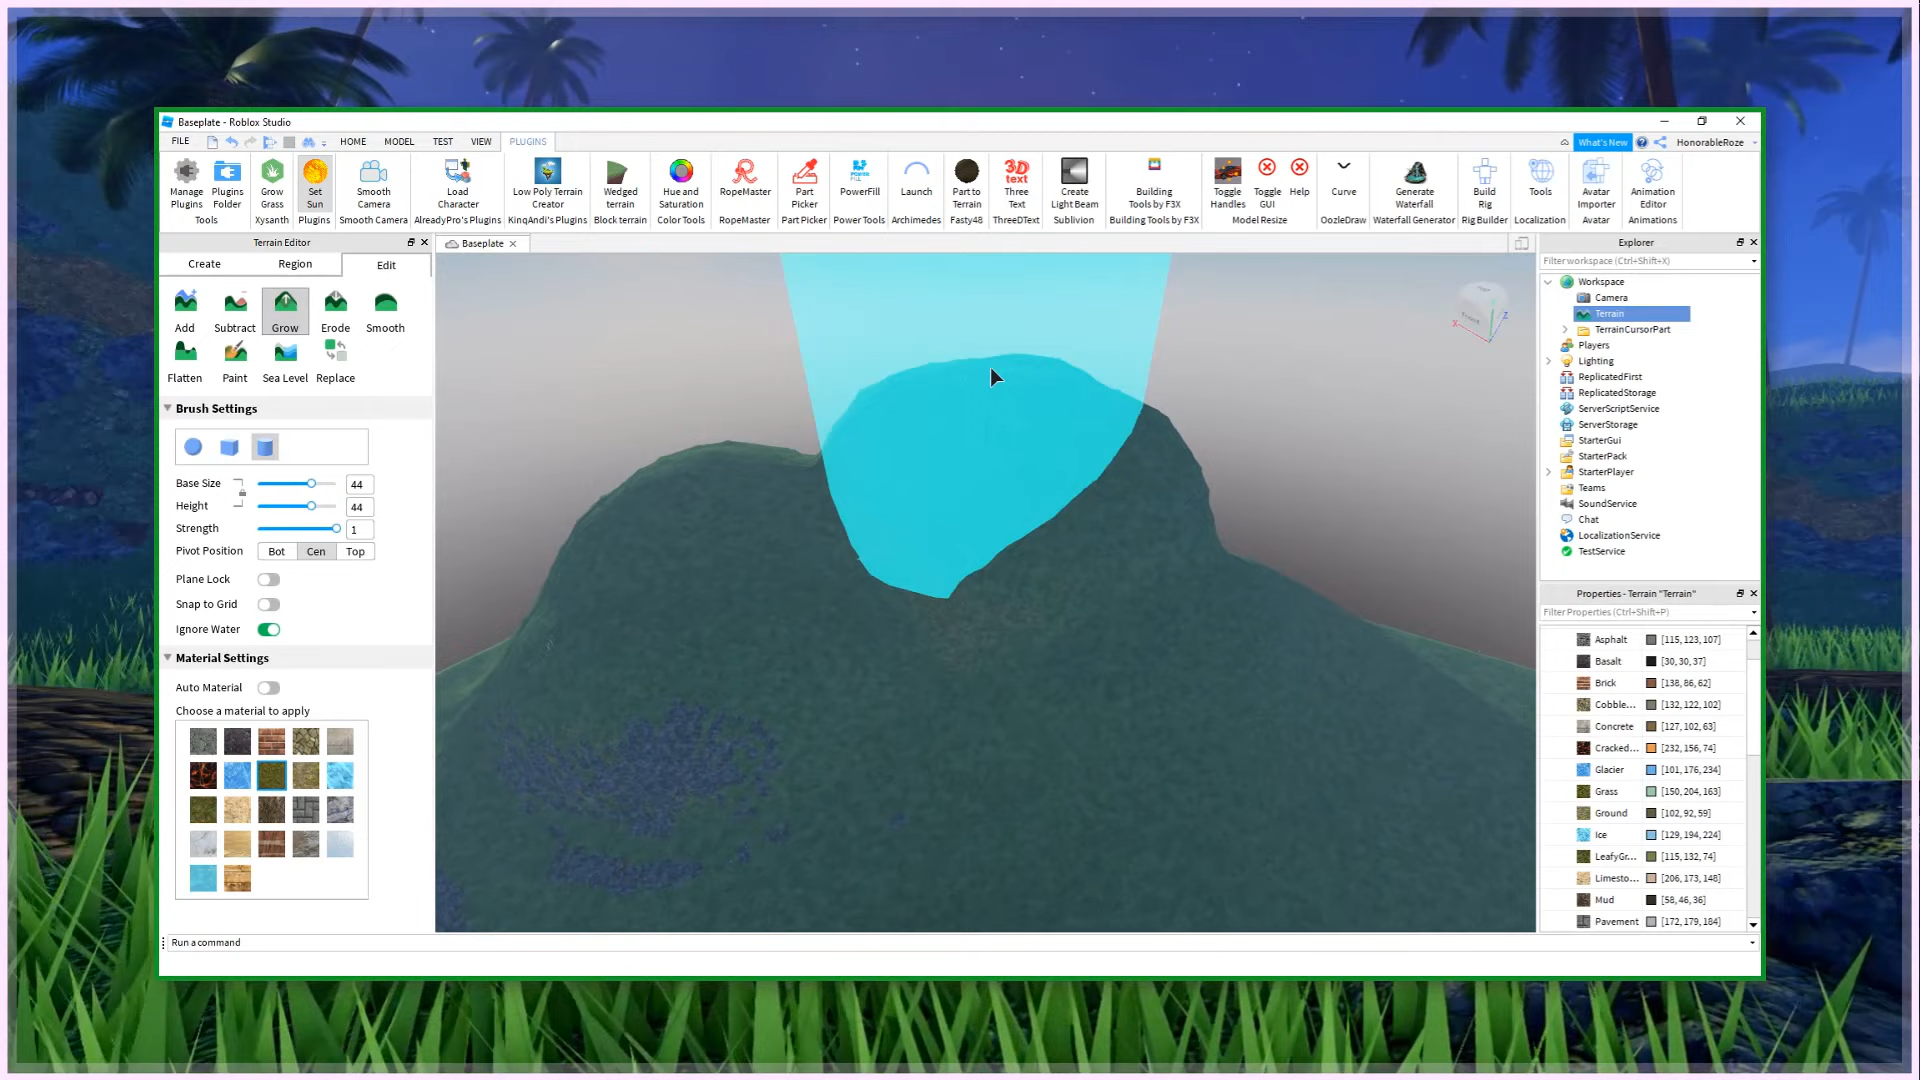 Baseplate - Roblox Studio
FILE HOME MODEL TEST VIEW PLUGINS What's New HonorableRoze
Manage Plugins
Plugins Folder
Grow Grass
Set Sun
Smooth Camera
Load Character
Low Poly Terrain Creator
Wedged terrain
Hue and Saturation
RopeMaster
Part Picker
PowerFill
Launch
Part to Terrain
Three Text
Create Light Beam
Building Tools by F3X
Toggle Handles
Toggle GUI
Help
Curve
Generate Waterfall
Build Rig
Tools
Avatar Importer
Animation Editor
Tools Xysanth Plugins Smooth Camera AlreadyPro's Plugins KinqAndi's Plugins Block terrain Color Tools RopeMaster Part Picker Power Tools Archimedes Fasty48 ThreeDText Sublivion Building Tools by F3X Model Resize OozleDraw Waterfall Generator Rig Builder Localization Avatar Animations
Terrain Editor
Create Region Edit
Add Subtract Grow Erode Smooth
Flatten Paint Sea Level Replace
Brush Settings
Base Size 44
Height 44
Strength 1
Pivot Position Bot Cen Top
Plane Lock
Snap to Grid
Ignore Water
Material Settings
Auto Material
Choose a material to apply
Baseplate
Explorer
Filter workspace (Ctrl+Shift+X)
Workspace
Camera
Terrain
TerrainCursorPart
Players
Lighting
ReplicatedFirst
ReplicatedStorage
ServerScriptService
ServerStorage
StarterGui
StarterPack
StarterPlayer
Teams
SoundService
Chat
LocalizationService
TestService
Properties - Terrain "Terrain"
Filter Properties (Ctrl+Shift+P)
Asphalt [115, 123, 107]
Basalt [30, 30, 37]
Brick [138, 86, 62]
Cobble... [132, 122, 102]
Concrete [127, 102, 63]
Cracked... [232, 156, 74]
Glacier [101, 176, 234]
Grass [150, 204, 163]
Ground [102, 92, 59]
Ice [129, 194, 224]
LeafyGr... [115, 132, 74]
Limesto... [206, 173, 148]
Mud [58, 46, 36]
Pavement [172, 179, 184]
Run a command